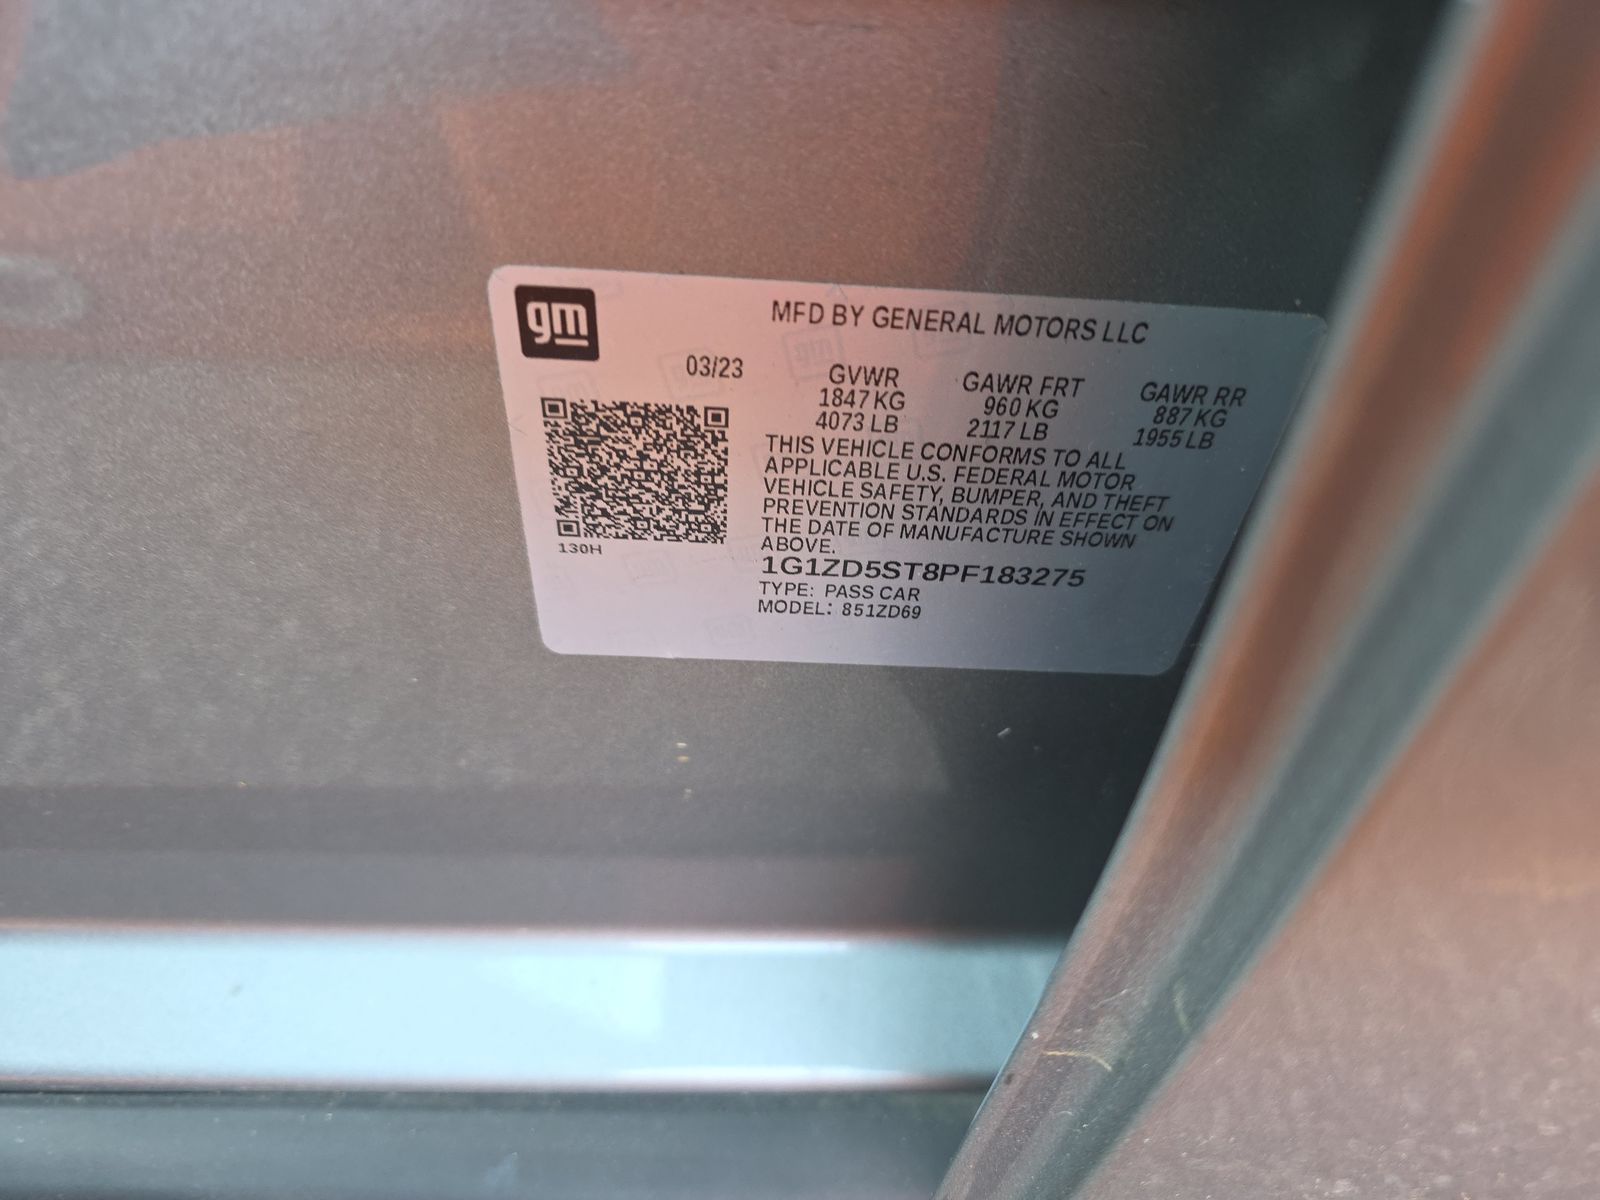 gm
MFD BY GENERAL MOTORS LLC
03/23 GVWR GAWR FRT GAWR RR
1847 KG 960 KG 887 KG
4073 LB 2117 LB 1955 LB
THIS VEHICLE CONFORMS TO ALL
APPLICABLE U.S. FEDERAL MOTOR
VEHICLE SAFETY, BUMPER, AND THEFT
PREVENTION STANDARDS IN EFFECT ON
THE DATE OF MANUFACTURE SHOWN
ABOVE.
130H
1G1ZD5ST8PF183275
TYPE: PASS CAR
MODEL: 851ZD69